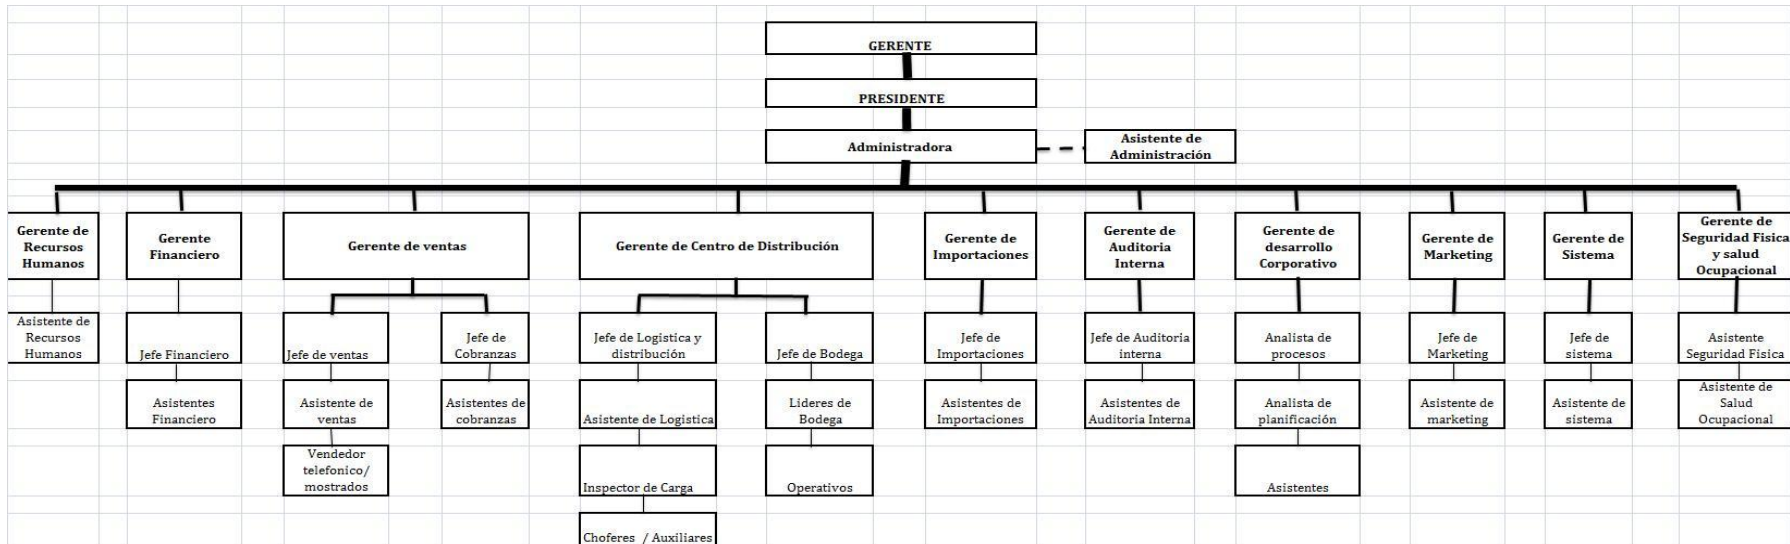 GERENTE
PRESIDENTE
Administradora
Asistente de
Administración
Gerente de
Recursos
Humanos
Gerente
Financiero
Gerente de ventas
Gerente de Centro de Distribución
Gerente de
Importaciones
Gerente de
Auditoria
Interna
Gerente de
desarrollo
Corporativo
Gerente de
Marketing
Gerente de
Sistema
Gerente de
Seguridad Fisica
y salud
Ocupacional
Asistente de
Recursos
Humanos
Jefe Financiero
Jefe de ventas
Jefe de
Cobranzas
Jefe de Logistica y
distribución
Jefe de Bodega
Jefe de
Importaciones
Jefe de Auditoria
interna
Analista de
procesos
Jefe de
Marketing
Jefe de
sistema
Asistente
Seguridad Fisica
Asistentes
Financiero
Asistente de
ventas
Asistentes de
cobranzas
Asistente de Logistica
Lideres de
Bodega
Asistentes de
Importaciones
Asistentes de
Auditoria Interna
Analista de
planificación
Asistente de
marketing
Asistente de
sistema
Asistente de
Salud
Ocupacional
Vendedor
telefonico/
mostrados
Inspector de Carga
Operativos
Asistentes
Choferes / Auxiliares